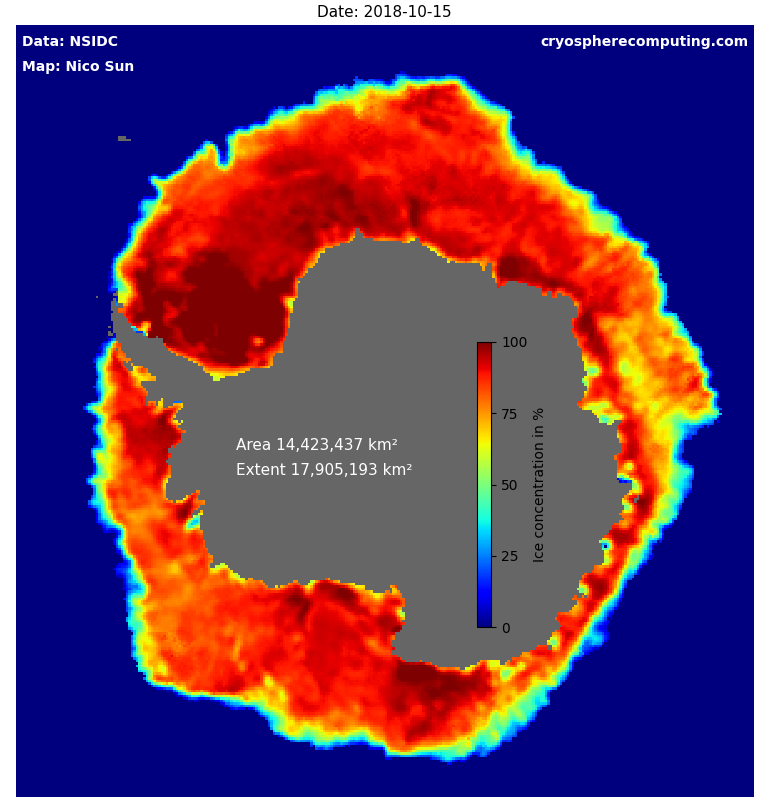 Date: 2018-10-15
Data: NSIDC
cryospherecomputing.com
Map: Nico Sun
Area 14,423,437 km²
Extent 17,905,193 km²
100
75
50
25
0
Ice concentration in %